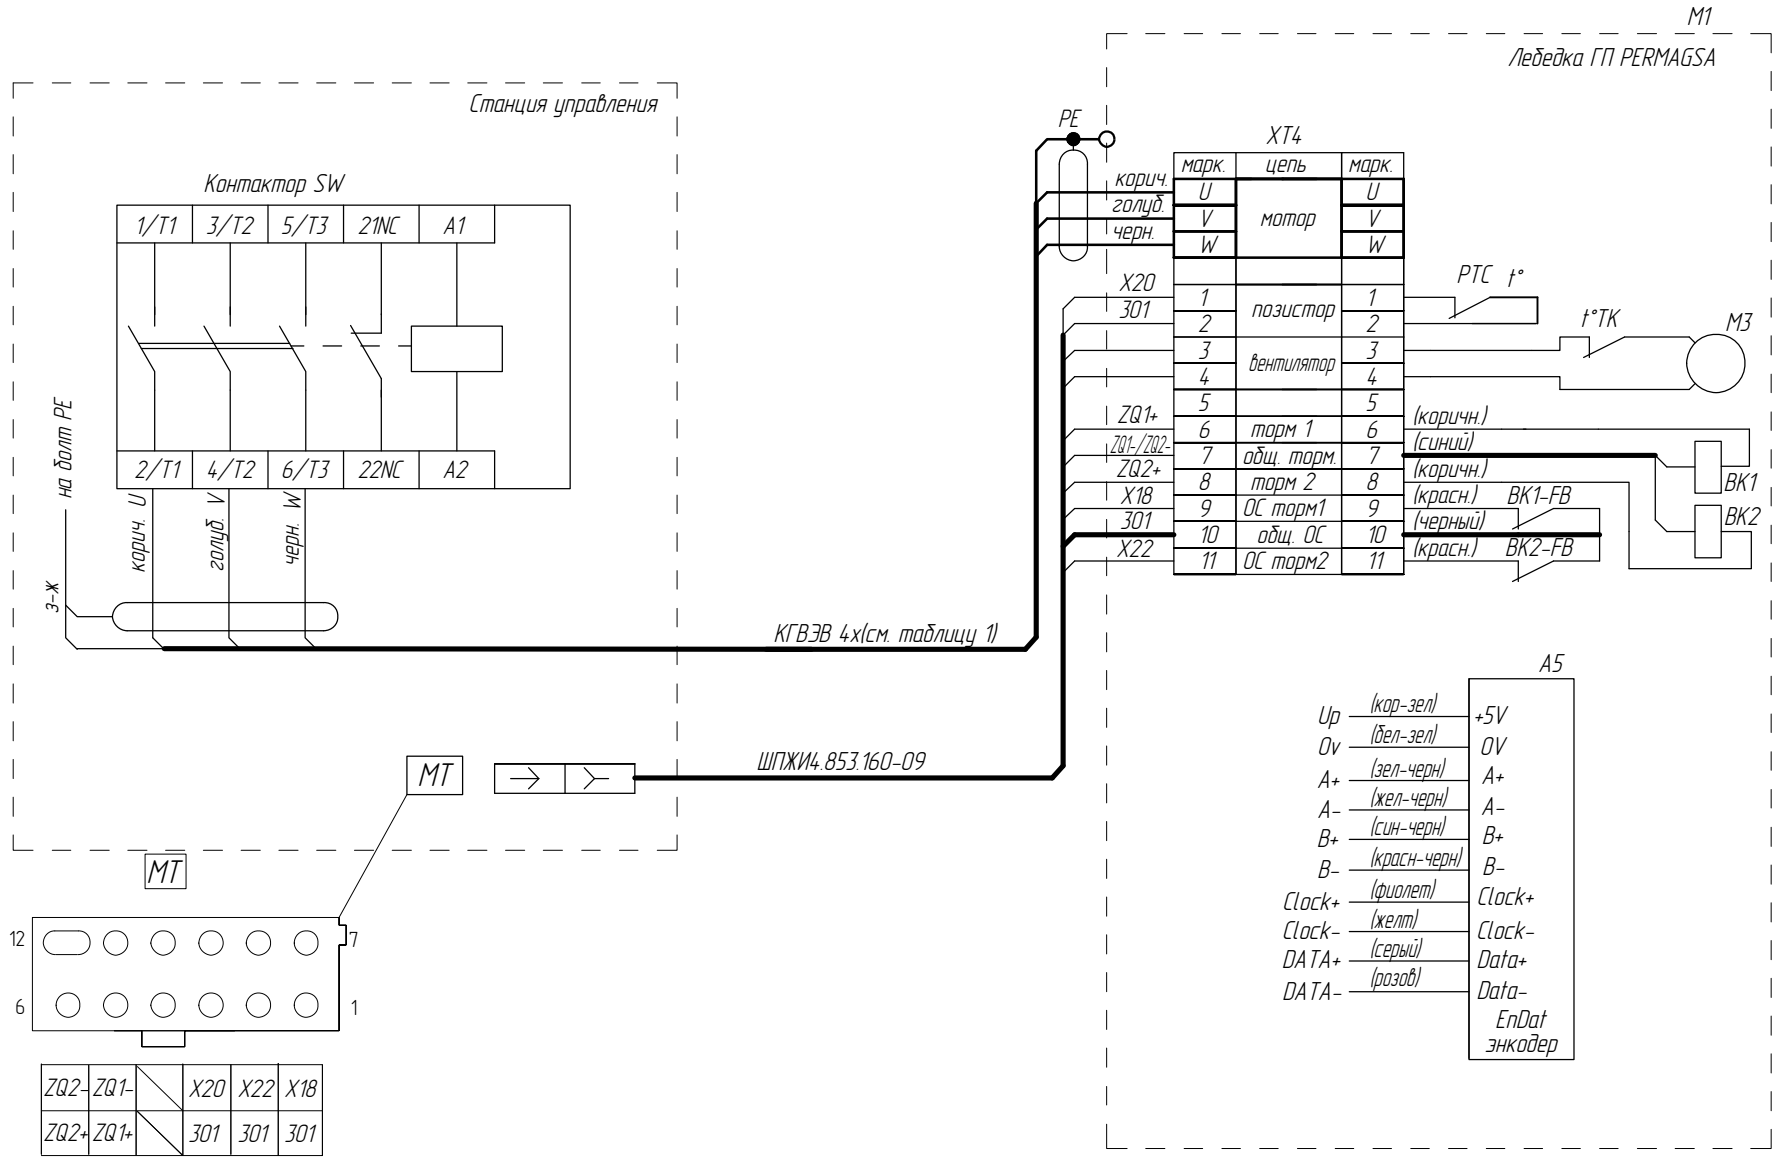 М1
Лебедка ГП PERMAGSA
Станция управления
Контактор SW
1/T1 3/T2 5/T3 21NC A1
2/T1 4/T2 6/T3 22NC A2
на болт PE
з-ж
корич. U
голуб. V
черн. W
КГВЭВ 4х(см. таблицу 1)
МТ
ШПЖИ4.853.160-09
МТ
12 7
6 1
ZQ2- ZQ1- X20 X22 X18
ZQ2+ ZQ1+ 301 301 301
PE
XT4
марк. цепь марк.
корич. U мотор U
голуб. V V
черн. W W
X20 1 позистор 1
301 2 2
3 вентилятор 3
4 4
5 5
ZQ1+ 6 торм 1 6 (коричн.)
ZQ1-/ZQ2- 7 общ. торм. 7 (синий)
ZQ2+ 8 торм 2 8 (коричн.)
X18 9 ОС торм1 9 (красн.)
301 10 общ. ОС 10 (черный)
X22 11 ОС торм2 11 (красн.)
PTC t°
t°TK
М3
BK1
BK2
BK1-FB
BK2-FB
A5
Up (кор-зел) +5V
0v (бел-зел) 0V
A+ (зел-черн) A+
A- (жел-черн) A-
B+ (син-черн) B+
B- (красн-черн) B-
Clock+ (фиолет) Clock+
Clock- (желт) Clock-
DATA+ (серый) Data+
DATA- (розов) Data-
EnDat
энкодер